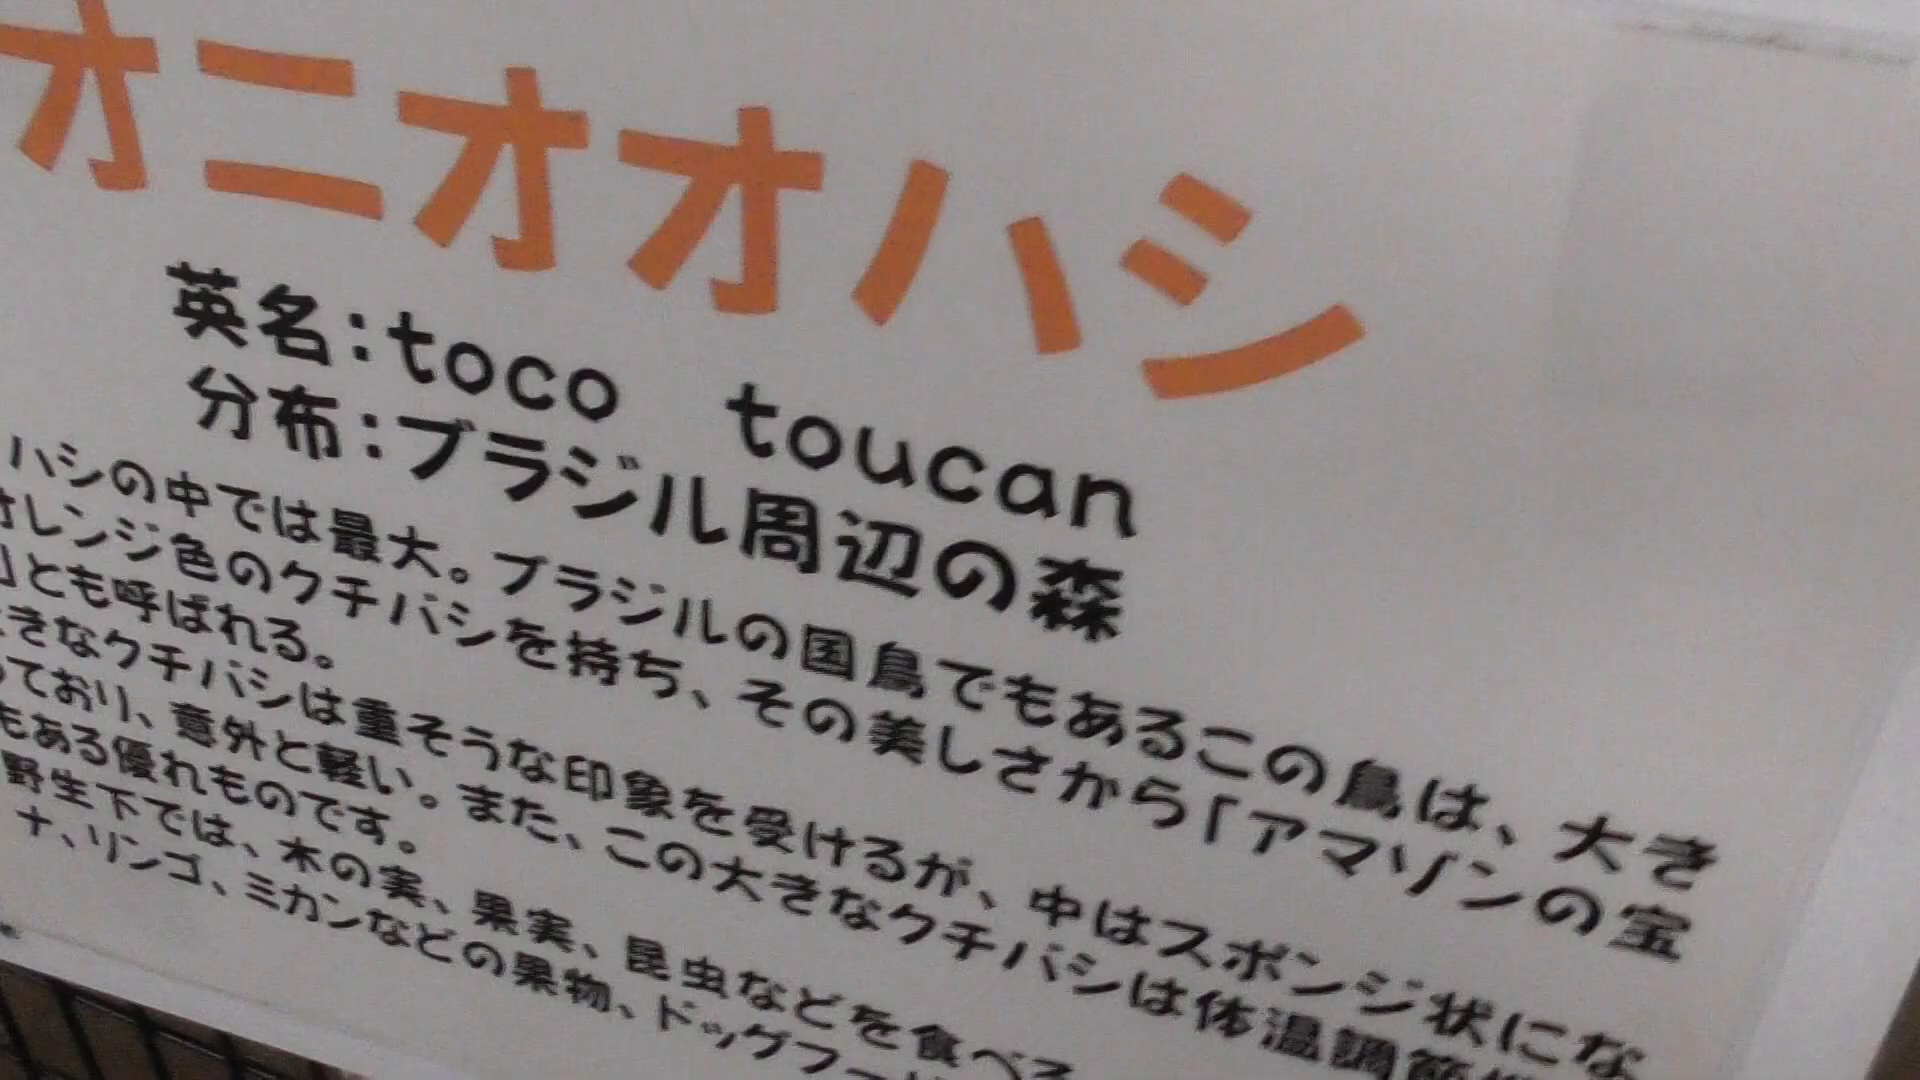 オニオオハシ
英名：toco　toucan
分布：ブラジル周辺の森
ハシの中では最大。ブラジルの国鳥でもあるこの鳥は、大き
オレンジ色のクチバシを持ち、その美しさから「アマゾンの宝
」とも呼ばれる。
きなクチバシは重そうな印象を受けるが、中はスポンジ状にな
ており、意外と軽い。また、この大きなクチバシは体温調節
もある優れものです。
野生下では、木の実、果実、昆虫などを食べる
ナ、リンゴ、ミカンなどの果物、ドッグフー